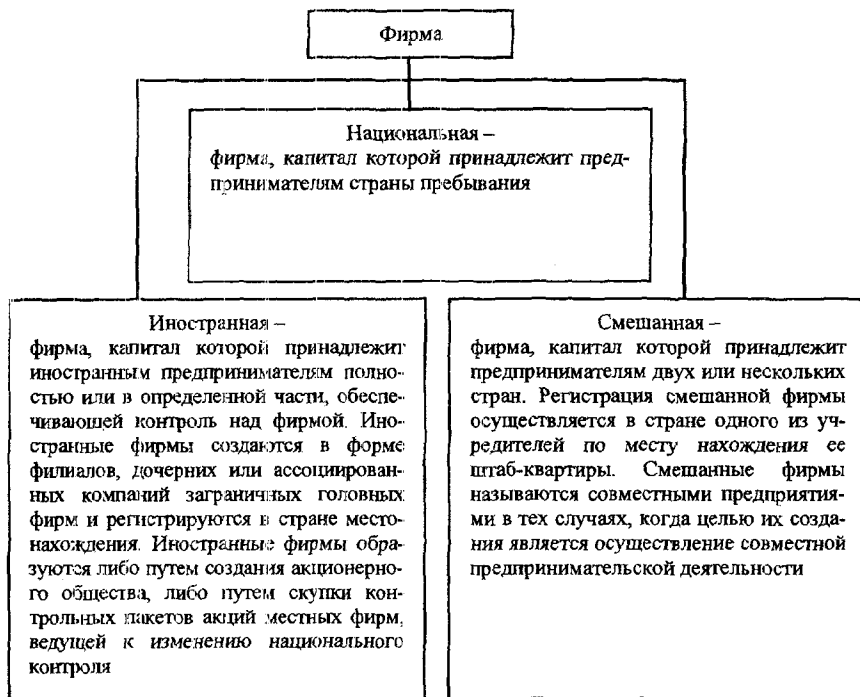 Фирма
Национальная –
фирма, капитал которой принадлежит пред-
принимателям страны пребывания
Иностранная –
фирма, капитал которой принадлежит
иностранным предпринимателям полно-
стью или в определенной части, обеспе-
чивающей контроль над фирмой. Ино-
странные фирмы создаются в форме
филиалов, дочерних или ассоциирован-
ных компаний заграничных головных
фирм и регистрируются в стране место-
нахождения. Иностранные фирмы обра-
зуются либо путем создания акционерно-
го общества, либо путем скупки кон-
трольных пакетов акций местных фирм,
ведущей к изменению национального
контроля
Смешанная –
фирма, капитал которой принадлежит
предпринимателям двух или нескольких
стран. Регистрация смешанной фирмы
осуществляется в стране одного из уч-
редителей по месту нахождения ее
штаб-квартиры. Смешанные фирмы
называются совместными предприятия-
ми в тех случаях, когда целью их созда-
ния является осуществление совместной
предпринимательской деятельности